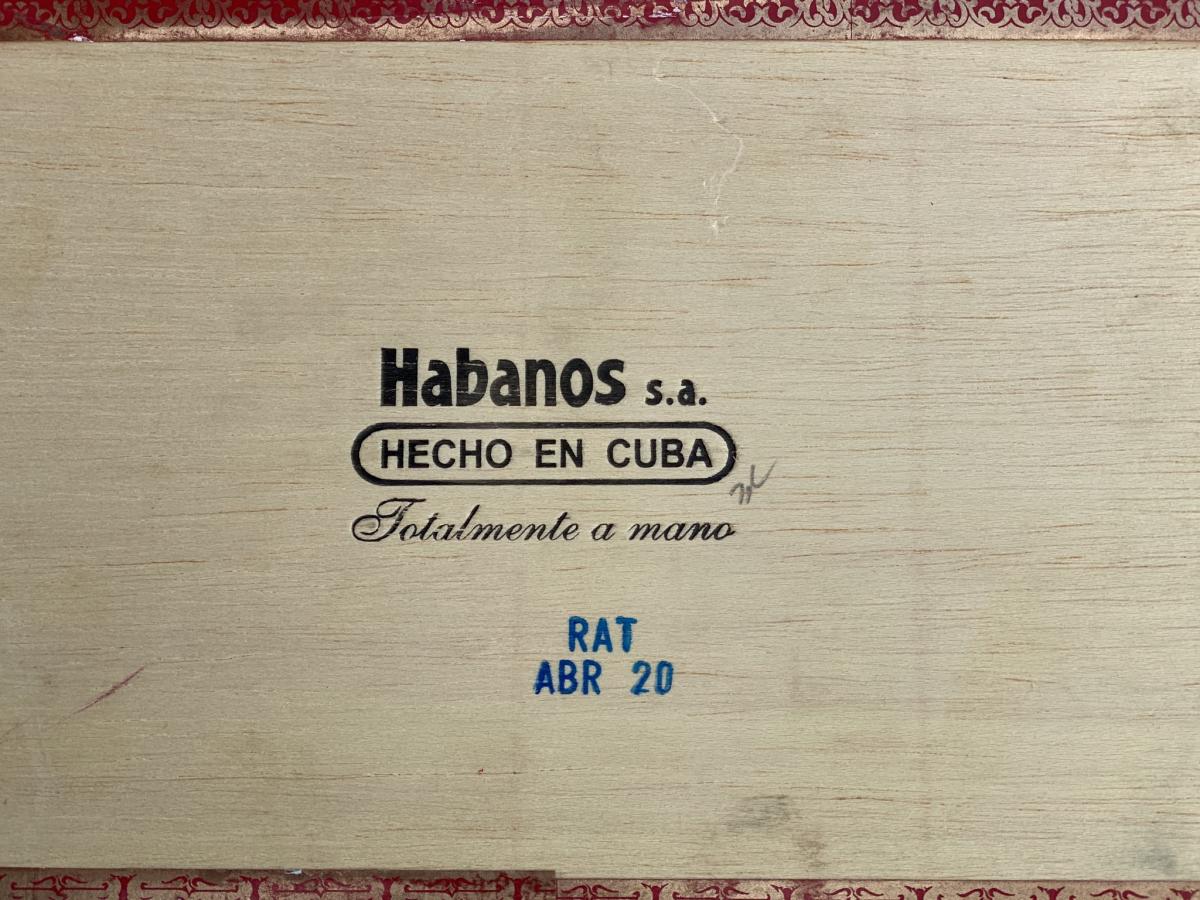 Habanos s.a.
HECHO EN CUBA
Totalmente a mano
RAT
ABR 20